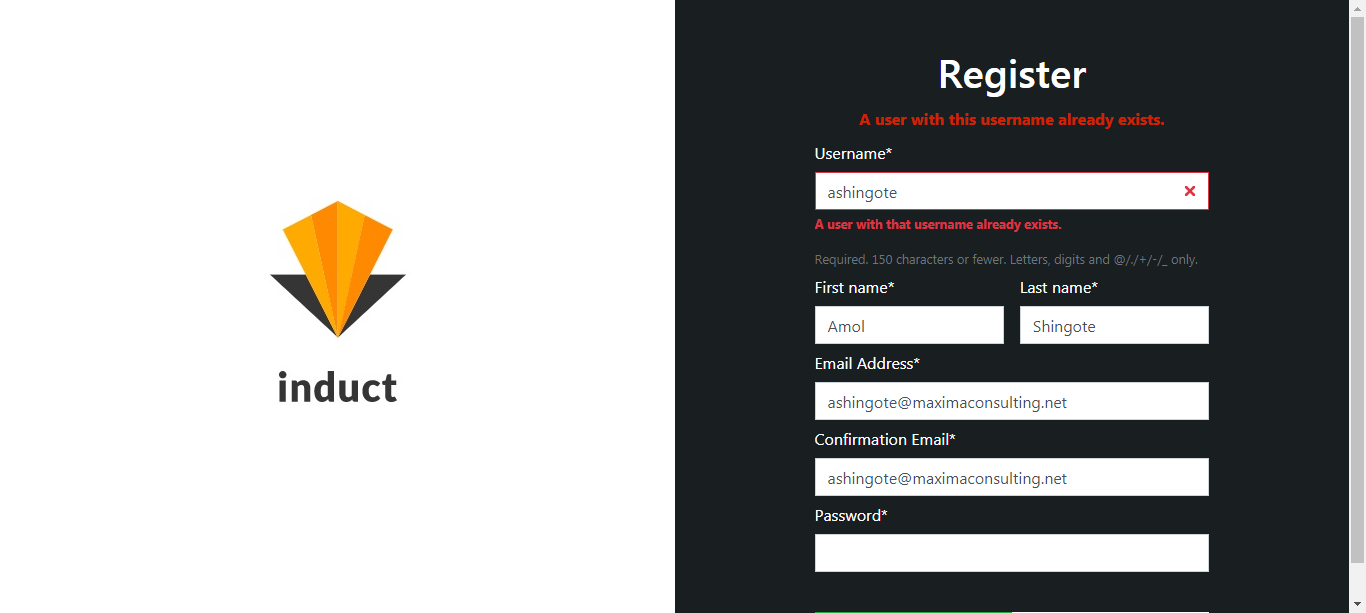 induct
Register
A user with this username already exists.
Username*
ashingote
A user with that username already exists.
Required. 150 characters or fewer. Letters, digits and @/./+/-/_ only.
First name* Last name*
Amol Shingote
Email Address*
ashingote@maximaconsulting.net
Confirmation Email*
ashingote@maximaconsulting.net
Password*